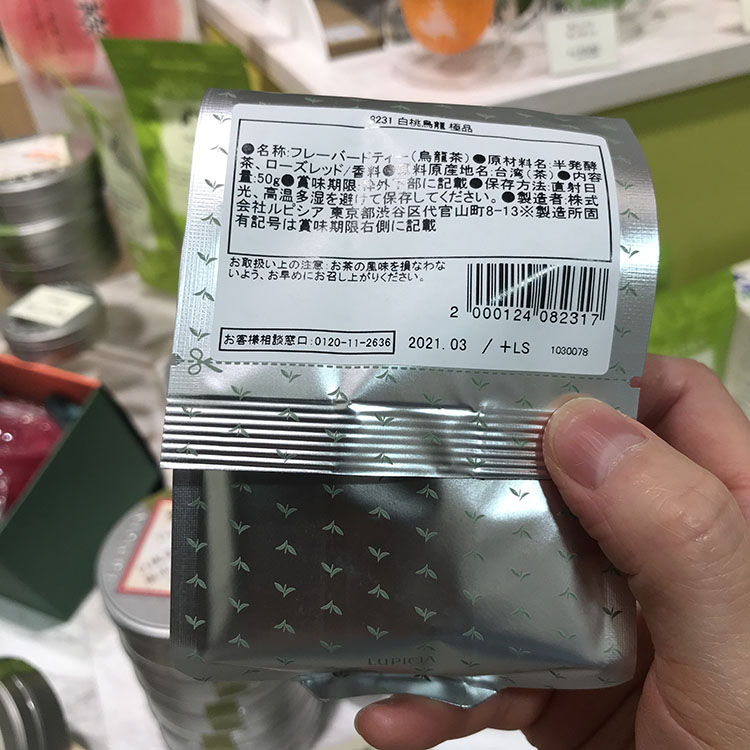 茶
8231 白桃烏龍 極品
●名称:フレーバードティー(烏龍茶)●原材料名:半発酵
茶、ローズレッド/香料●原料原産地名:台湾(茶)●内容
量:50g●賞味期限:枠外下部に記載●保存方法:直射日
光、高温多湿を避けて保存してください。●製造者:株式
会社ルピシア 東京都渋谷区代官山町8-13※製造所固
有記号は賞味期限右側に記載
お取扱い上の注意:お茶の風味を損なわな
いよう、お早めにお召し上がりください。
2 000124 082317
お客様相談窓口:0120-11-2636
2021.03 / +LS 1030078
LUPICIA